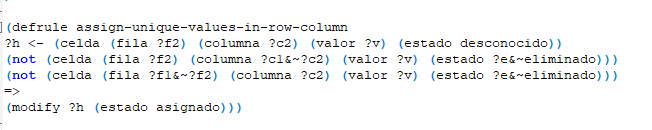 (defrule assign-unique-values-in-row-column
?h <- (celda (fila ?f2) (columna ?c2) (valor ?v) (estado desconocido))
(not (celda (fila ?f2) (columna ?c1&~?c2) (valor ?v) (estado ?e&~eliminado)))
(not (celda (fila ?f1&~?f2) (columna ?c2) (valor ?v) (estado ?e&~eliminado)))
=>
(modify ?h (estado asignado)))